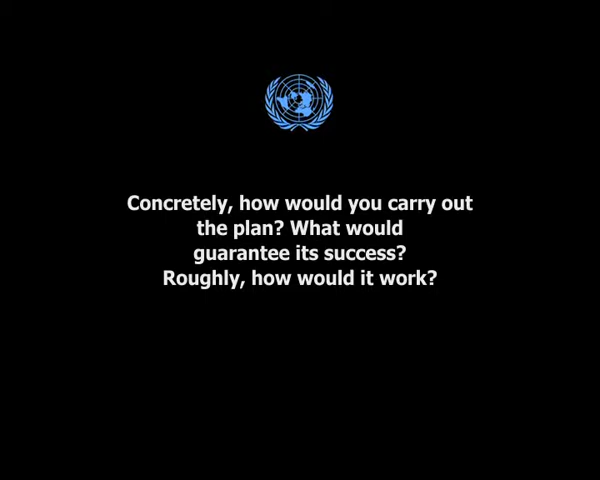 Concretely, how would you carry out
the plan? What would
guarantee its success?
Roughly, how would it work?